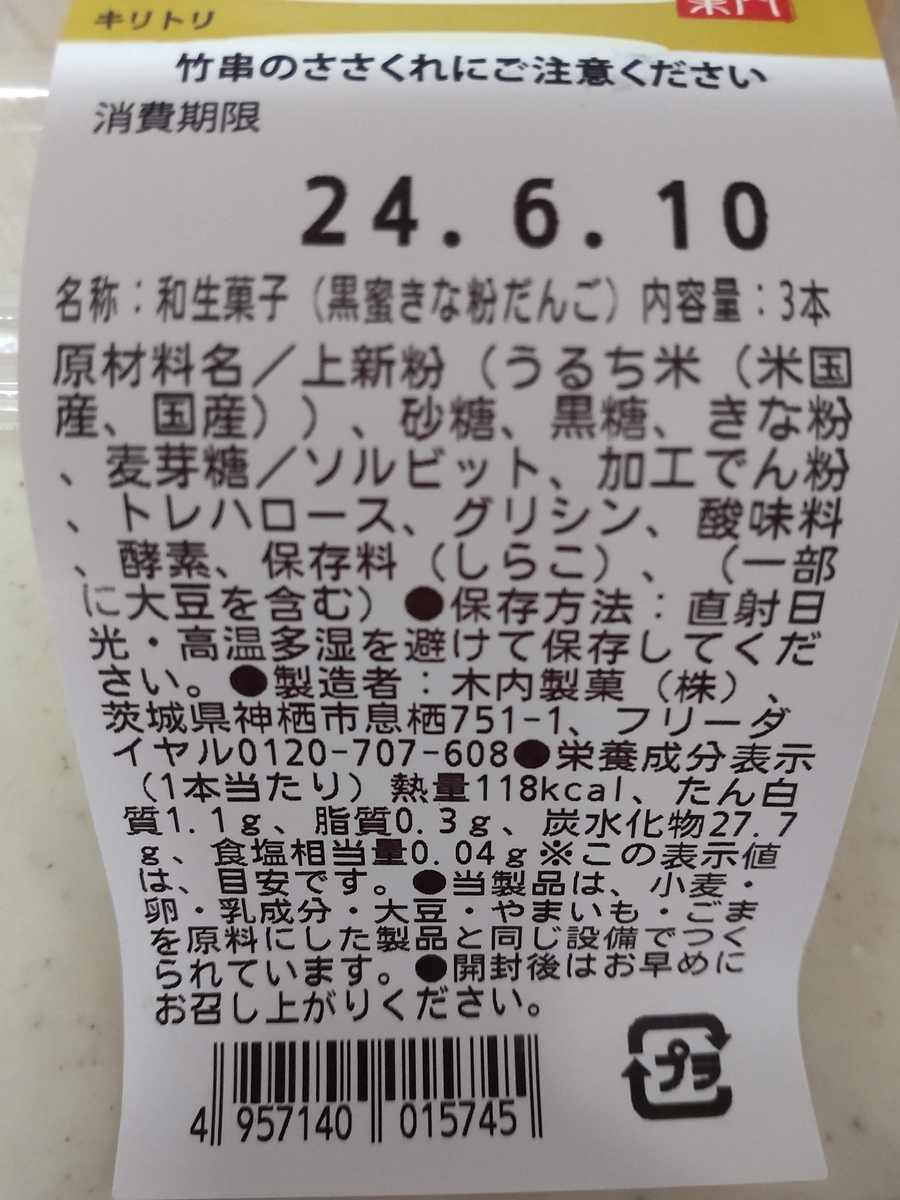 キリトリ
竹串のささくれにご注意ください
消費期限
24. 6. 10
名称：和生菓子（黒蜜きな粉だんご）内容量：3本
原材料名／上新粉（うるち米（米国
産、国産））、砂糖、黒糖、きな粉
、麦芽糖／ソルビット、加工でん粉
、トレハロース、グリシン、酸味料
、酵素、保存料（しらこ）、（一部
に大豆を含む）●保存方法：直射日
光・高温多湿を避けて保存してくだ
さい。●製造者：木内製菓（株）、
茨城県神栖市息栖751-1、フリーダ
イヤル0120-707-608●栄養成分表示
（1本当たり）熱量118kcal、たん白
質1.1g、脂質0.3g、炭水化物27.7
g、食塩相当量0.04g※この表示値
は、目安です。●当製品は、小麦・
卵・乳成分・大豆・やまいも・ごま
を原料にした製品と同じ設備でつく
られています。●開封後はお早めに
お召し上がりください。
プラ
4 957140 015745